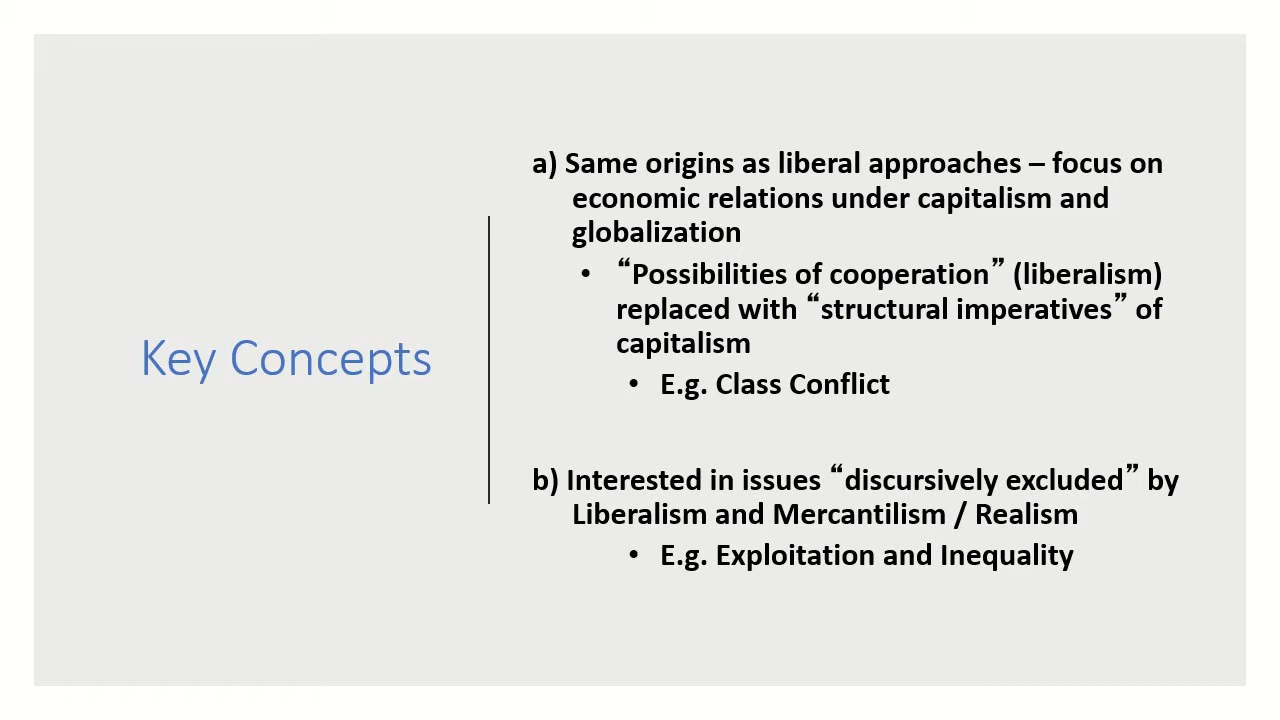 Key Concepts
a) Same origins as liberal approaches – focus on
economic relations under capitalism and
globalization
• “Possibilities of cooperation” (liberalism)
replaced with “structural imperatives” of
capitalism
• E.g. Class Conflict
b) Interested in issues “discursively excluded” by
Liberalism and Mercantilism / Realism
• E.g. Exploitation and Inequality